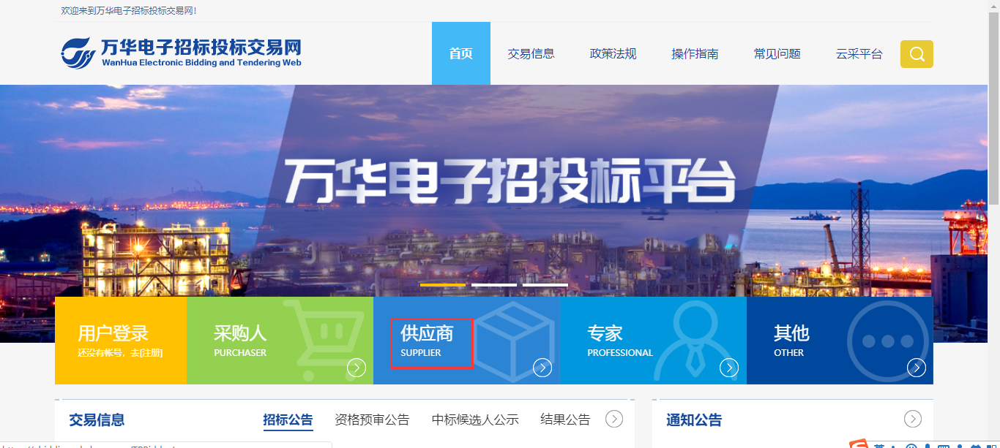 欢迎来到万华电子招标投标交易网!
万华电子招标投标交易网
WanHua Electronic Bidding and Tendering Web
首页 交易信息 政策法规 操作指南 常见问题 云采平台
万华电子招投标平台
用户登录
还没有帐号，去[注册]
采购人
PURCHASER
供应商
SUPPLIER
专家
PROFESSIONAL
其他
OTHER
交易信息 招标公告 资格预审公告 中标候选人公示 结果公告
通知公告